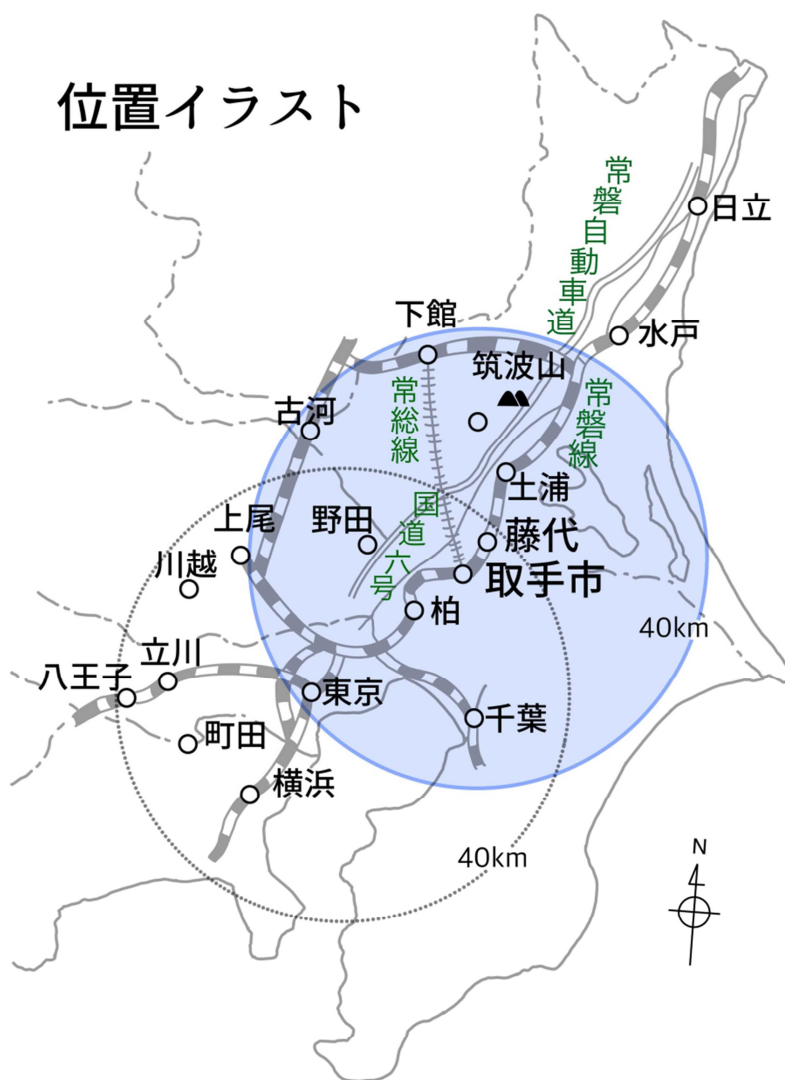 位置イラスト
常磐自動車道
日立
下館
水戸
筑波山
常総線
常磐線
古河
土浦
国道六号
上尾
野田
藤代
川越
取手市
柏
40km
立川
八王子
東京
千葉
町田
横浜
40km
N